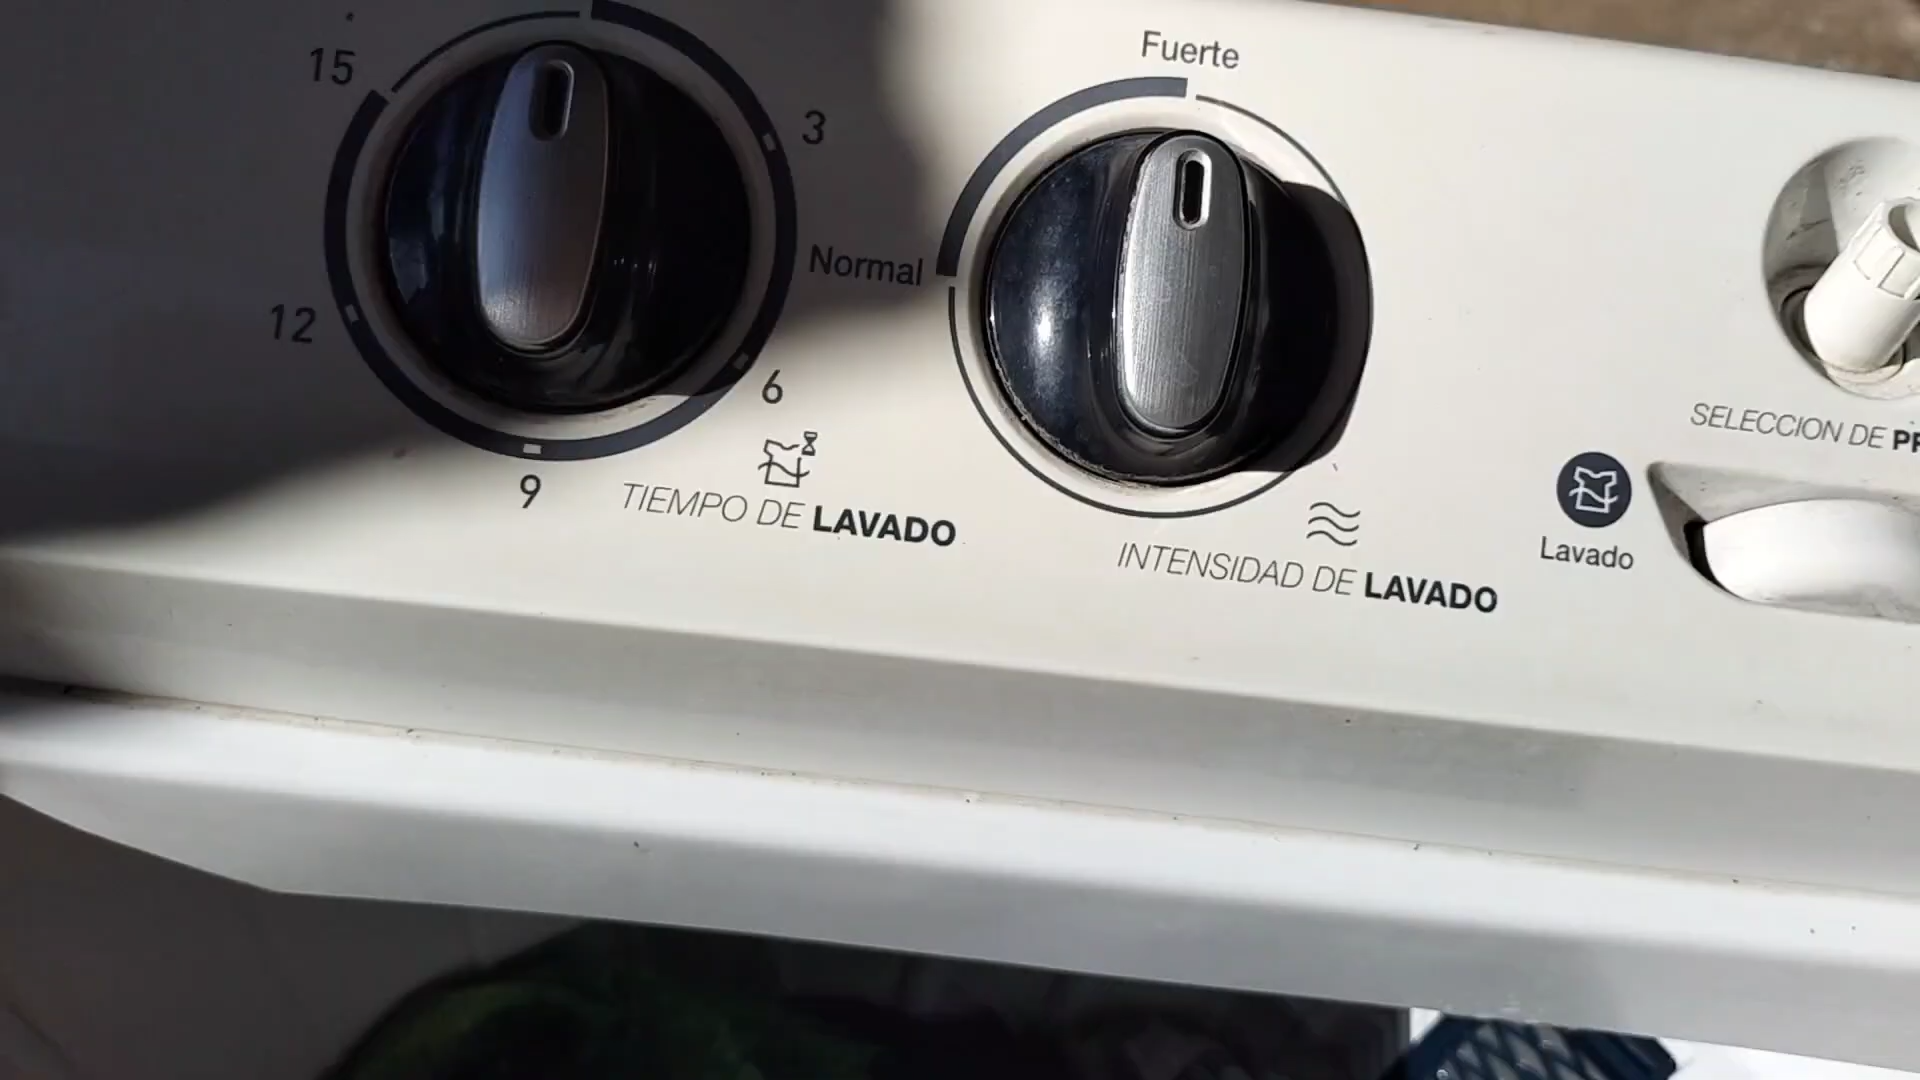 15
3
12
6
9
TIEMPO DE LAVADO
Fuerte
Normal
INTENSIDAD DE LAVADO
SELECCION DE
Lavado